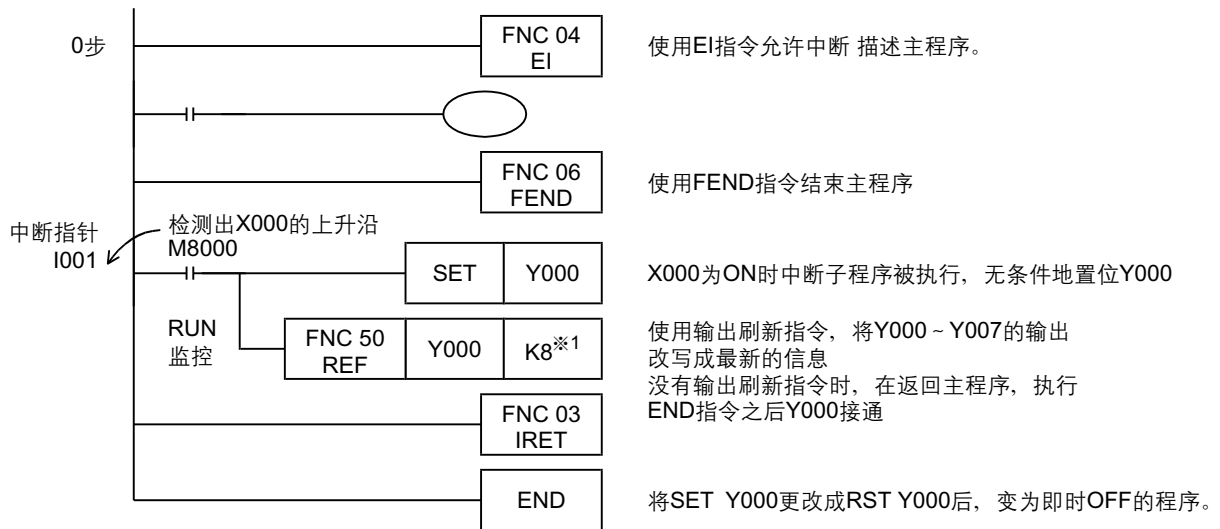 0步
FNC 04
EI
使用EI指令允许中断 描述主程序。
FNC 06
FEND
使用FEND指令结束主程序
中断指针
I001
检测出X000的上升沿
M8000
SET
Y000
X000为ON时中断子程序被执行，无条件地置位Y000
RUN
监控
FNC 50
REF
Y000
K8※1
使用输出刷新指令，将Y000～Y007的输出
改写成最新的信息
没有输出刷新指令时，在返回主程序，执行
END指令之后Y000接通
FNC 03
IRET
END
将SET Y000更改成RST Y000后，变为即时OFF的程序。